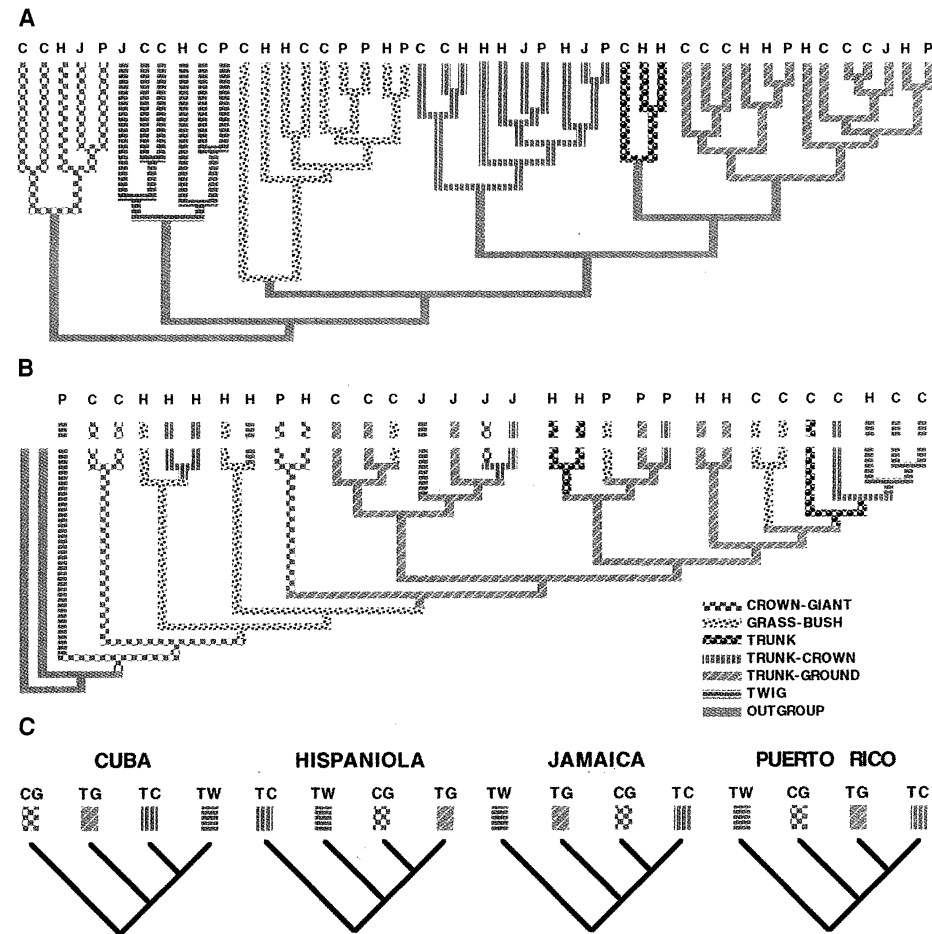 A
C C H J P J C C H C P C H H C C P P H P C C H H H J P H J P C H H C C C H H P H C C C J H P
B
P C C H H H H H P H C C C J J J J H H P P P H H C C C C H C C
CROWN-GIANT
GRASS-BUSH
TRUNK
TRUNK-CROWN
TRUNK-GROUND
TWIG
OUTGROUP
C
CUBA HISPANIOLA JAMAICA PUERTO RICO
CG TG TC TW TC TW CG TG TW TG CG TC TW CG TG TC